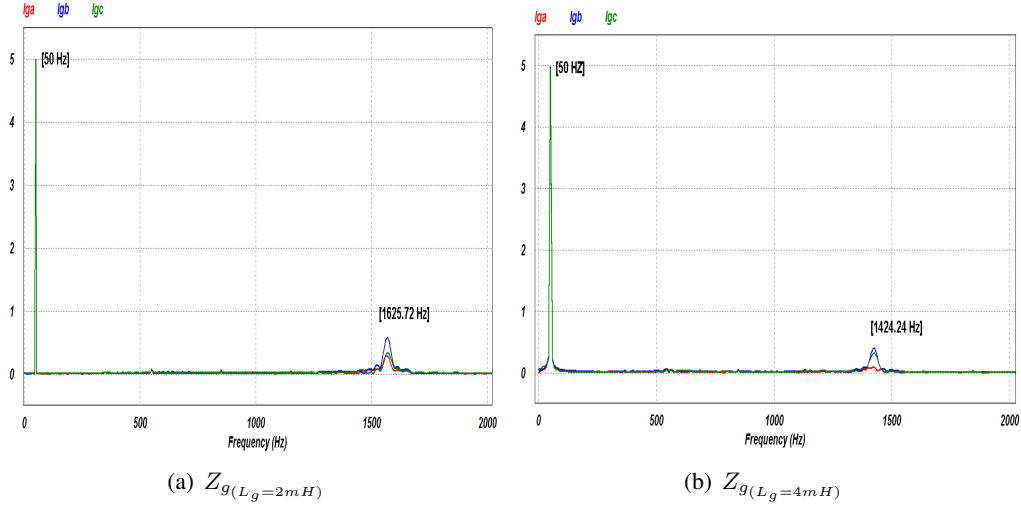 Iga Igb Igc
[50 Hz]
5
4
3
2
1
[1625.72 Hz]
0
0 500 1000 1500 2000
Frequency (Hz)
(a) Z_{g_{(L_g=2mH)}}
Iga Igb Igc
[50 HZ]
5
4
3
2
1
[1424.24 Hz]
0
0 500 1000 1500 2000
Frequency (Hz)
(b) Z_{g_{(L_g=4mH)}}